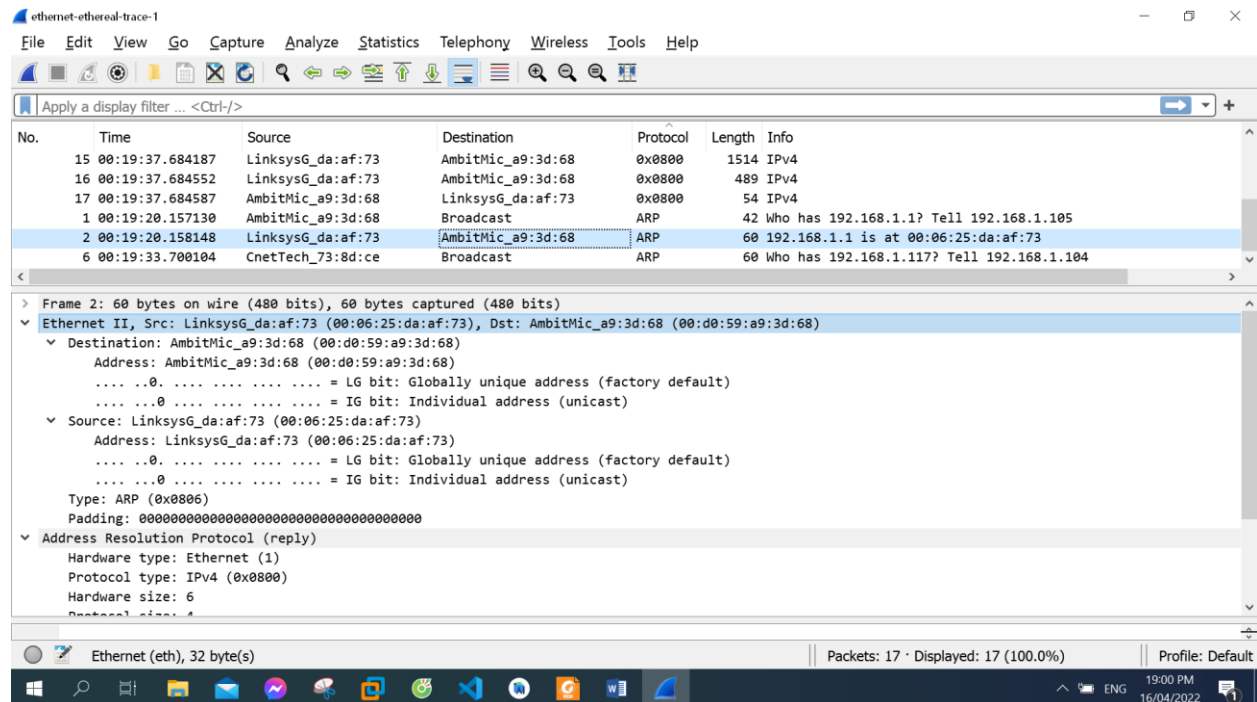 ethernet-ethereal-trace-1
File Edit View Go Capture Analyze Statistics Telephony Wireless Tools Help
Apply a display filter ... <Ctrl-/>
No. Time Source Destination Protocol Length Info
15 00:19:37.684187 LinksysG_da:af:73 AmbitMic_a9:3d:68 0x0800 1514 IPv4
16 00:19:37.684552 LinksysG_da:af:73 AmbitMic_a9:3d:68 0x0800 489 IPv4
17 00:19:37.684587 AmbitMic_a9:3d:68 LinksysG_da:af:73 0x0800 54 IPv4
1 00:19:20.157130 AmbitMic_a9:3d:68 Broadcast ARP 42 Who has 192.168.1.1? Tell 192.168.1.105
2 00:19:20.158148 LinksysG_da:af:73 AmbitMic_a9:3d:68 ARP 60 192.168.1.1 is at 00:06:25:da:af:73
6 00:19:33.700104 CnetTech_73:8d:ce Broadcast ARP 60 Who has 192.168.1.117? Tell 192.168.1.104
Frame 2: 60 bytes on wire (480 bits), 60 bytes captured (480 bits)
Ethernet II, Src: LinksysG_da:af:73 (00:06:25:da:af:73), Dst: AmbitMic_a9:3d:68 (00:d0:59:a9:3d:68)
Destination: AmbitMic_a9:3d:68 (00:d0:59:a9:3d:68)
Address: AmbitMic_a9:3d:68 (00:d0:59:a9:3d:68)
.... ..0. .... .... .... .... = LG bit: Globally unique address (factory default)
.... ...0 .... .... .... .... = IG bit: Individual address (unicast)
Source: LinksysG_da:af:73 (00:06:25:da:af:73)
Address: LinksysG_da:af:73 (00:06:25:da:af:73)
.... ..0. .... .... .... .... = LG bit: Globally unique address (factory default)
.... ...0 .... .... .... .... = IG bit: Individual address (unicast)
Type: ARP (0x0806)
Padding: 000000000000000000000000000000000000
Address Resolution Protocol (reply)
Hardware type: Ethernet (1)
Protocol type: IPv4 (0x0800)
Hardware size: 6
Protocol size: 4
Ethernet (eth), 32 byte(s) Packets: 17 · Displayed: 17 (100.0%) Profile: Default
ENG 19:00 PM
16/04/2022 1